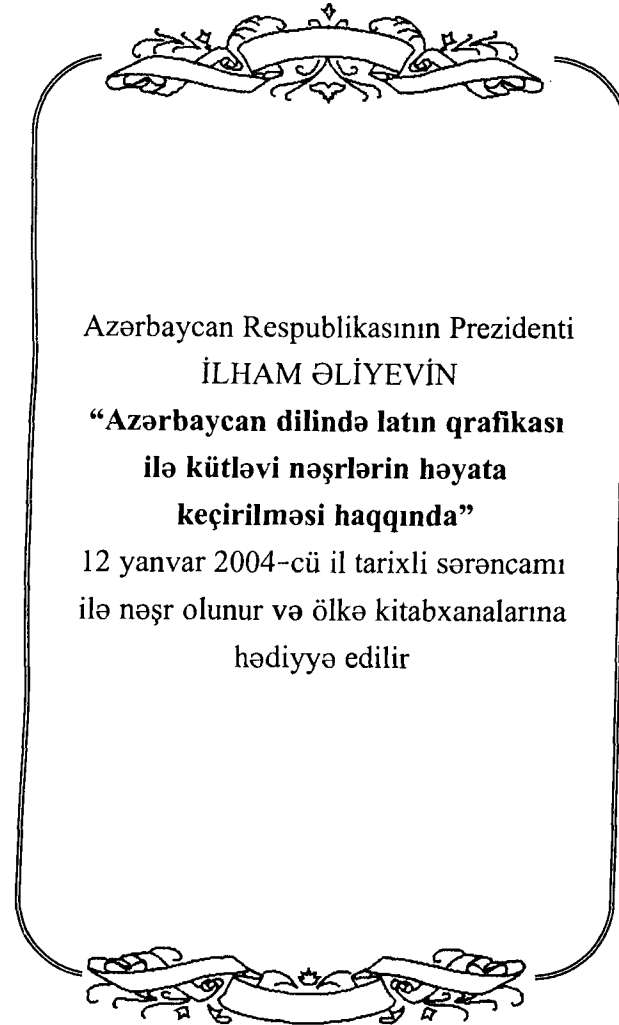 Azərbaycan Respublikasının Prezidenti
İLHAM ƏLİYEVİN
“Azərbaycan dilində latın qrafikası
ilə kütləvi nəşrlərin həyata
keçirilməsi haqqında”
12 yanvar 2004-cü il tarixli sərəncamı
ilə nəşr olunur və ölkə kitabxanalarına
hədiyyə edilir